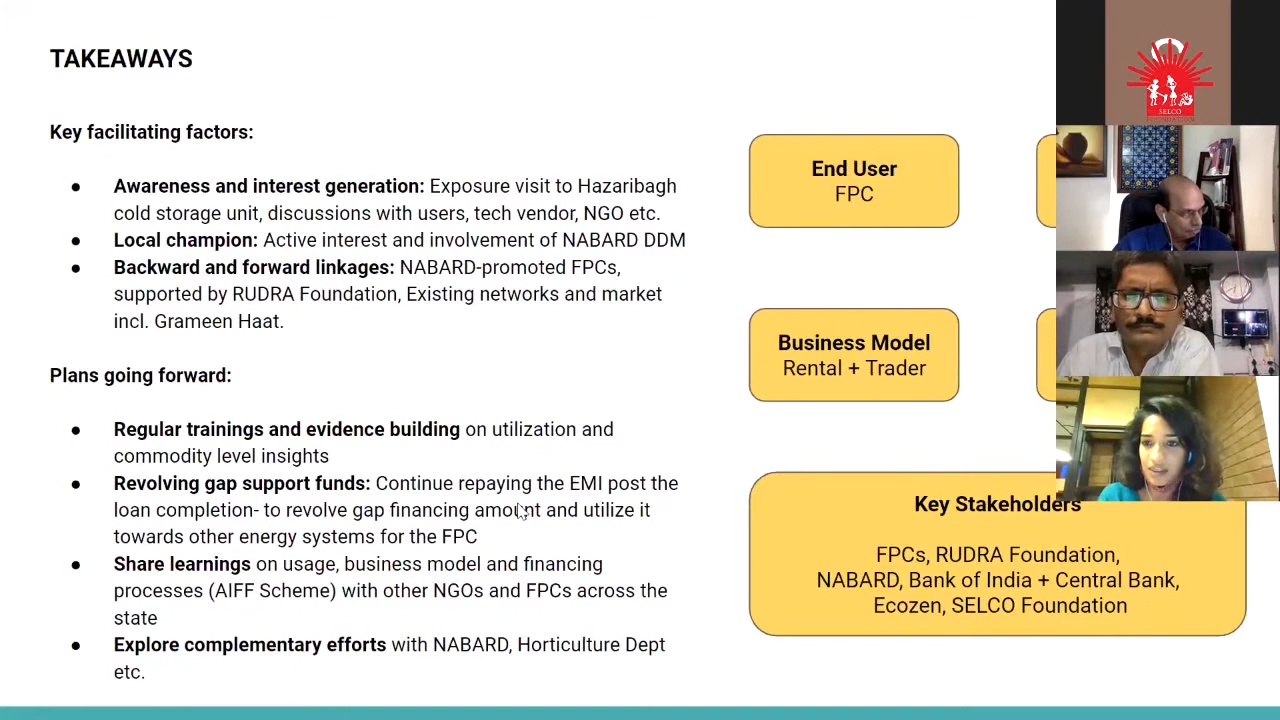 TAKEAWAYS
Key facilitating factors:
● Awareness and interest generation: Exposure visit to Hazaribagh
cold storage unit, discussions with users, tech vendor, NGO etc.
● Local champion: Active interest and involvement of NABARD DDM
● Backward and forward linkages: NABARD-promoted FPCs,
supported by RUDRA Foundation, Existing networks and market
incl. Grameen Haat.
Plans going forward:
● Regular trainings and evidence building on utilization and
commodity level insights
● Revolving gap support funds: Continue repaying the EMI post the
loan completion- to revolve gap financing amount and utilize it
towards other energy systems for the FPC
● Share learnings on usage, business model and financing
processes (AIFF Scheme) with other NGOs and FPCs across the
state
● Explore complementary efforts with NABARD, Horticulture Dept
etc.
End User
FPC
Business Model
Rental + Trader
Key Stakeholders
FPCs, RUDRA Foundation,
NABARD, Bank of India + Central Bank,
Ecozen, SELCO Foundation
SELCO
FOUNDATION